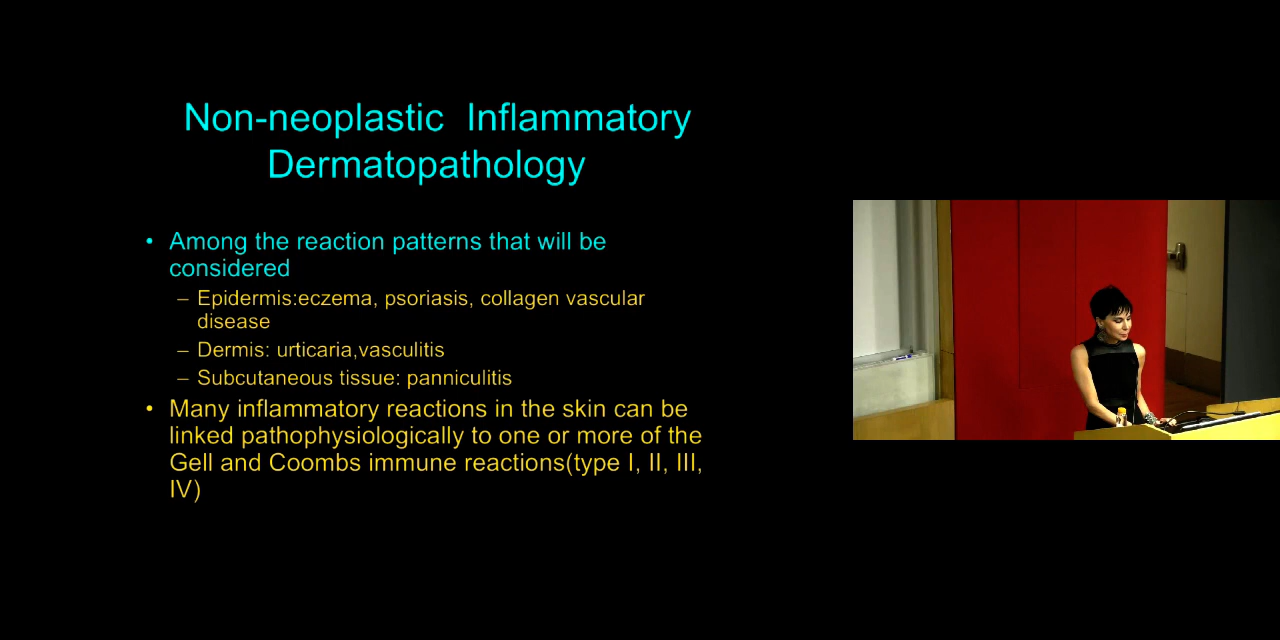 Non-neoplastic  Inflammatory
Dermatopathology
• Among the reaction patterns that will be
considered
– Epidermis:eczema, psoriasis, collagen vascular
disease
– Dermis: urticaria,vasculitis
– Subcutaneous tissue: panniculitis
• Many inflammatory reactions in the skin can be
linked pathophysiologically to one or more of the
Gell and Coombs immune reactions(type I, II, III,
IV)